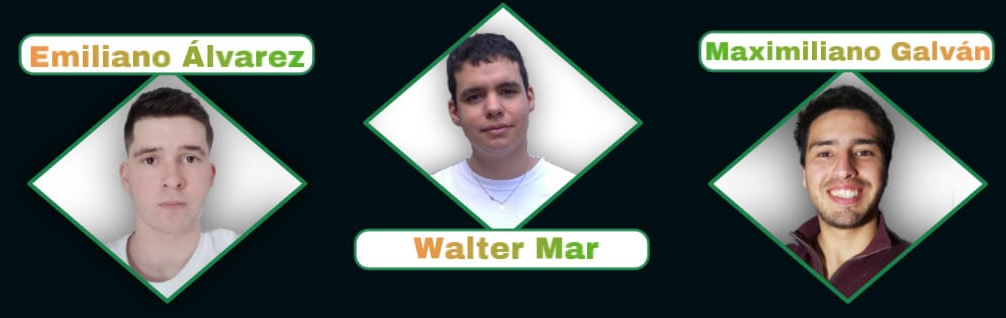 Emiliano Álvarez
Walter Mar
Maximiliano Galván